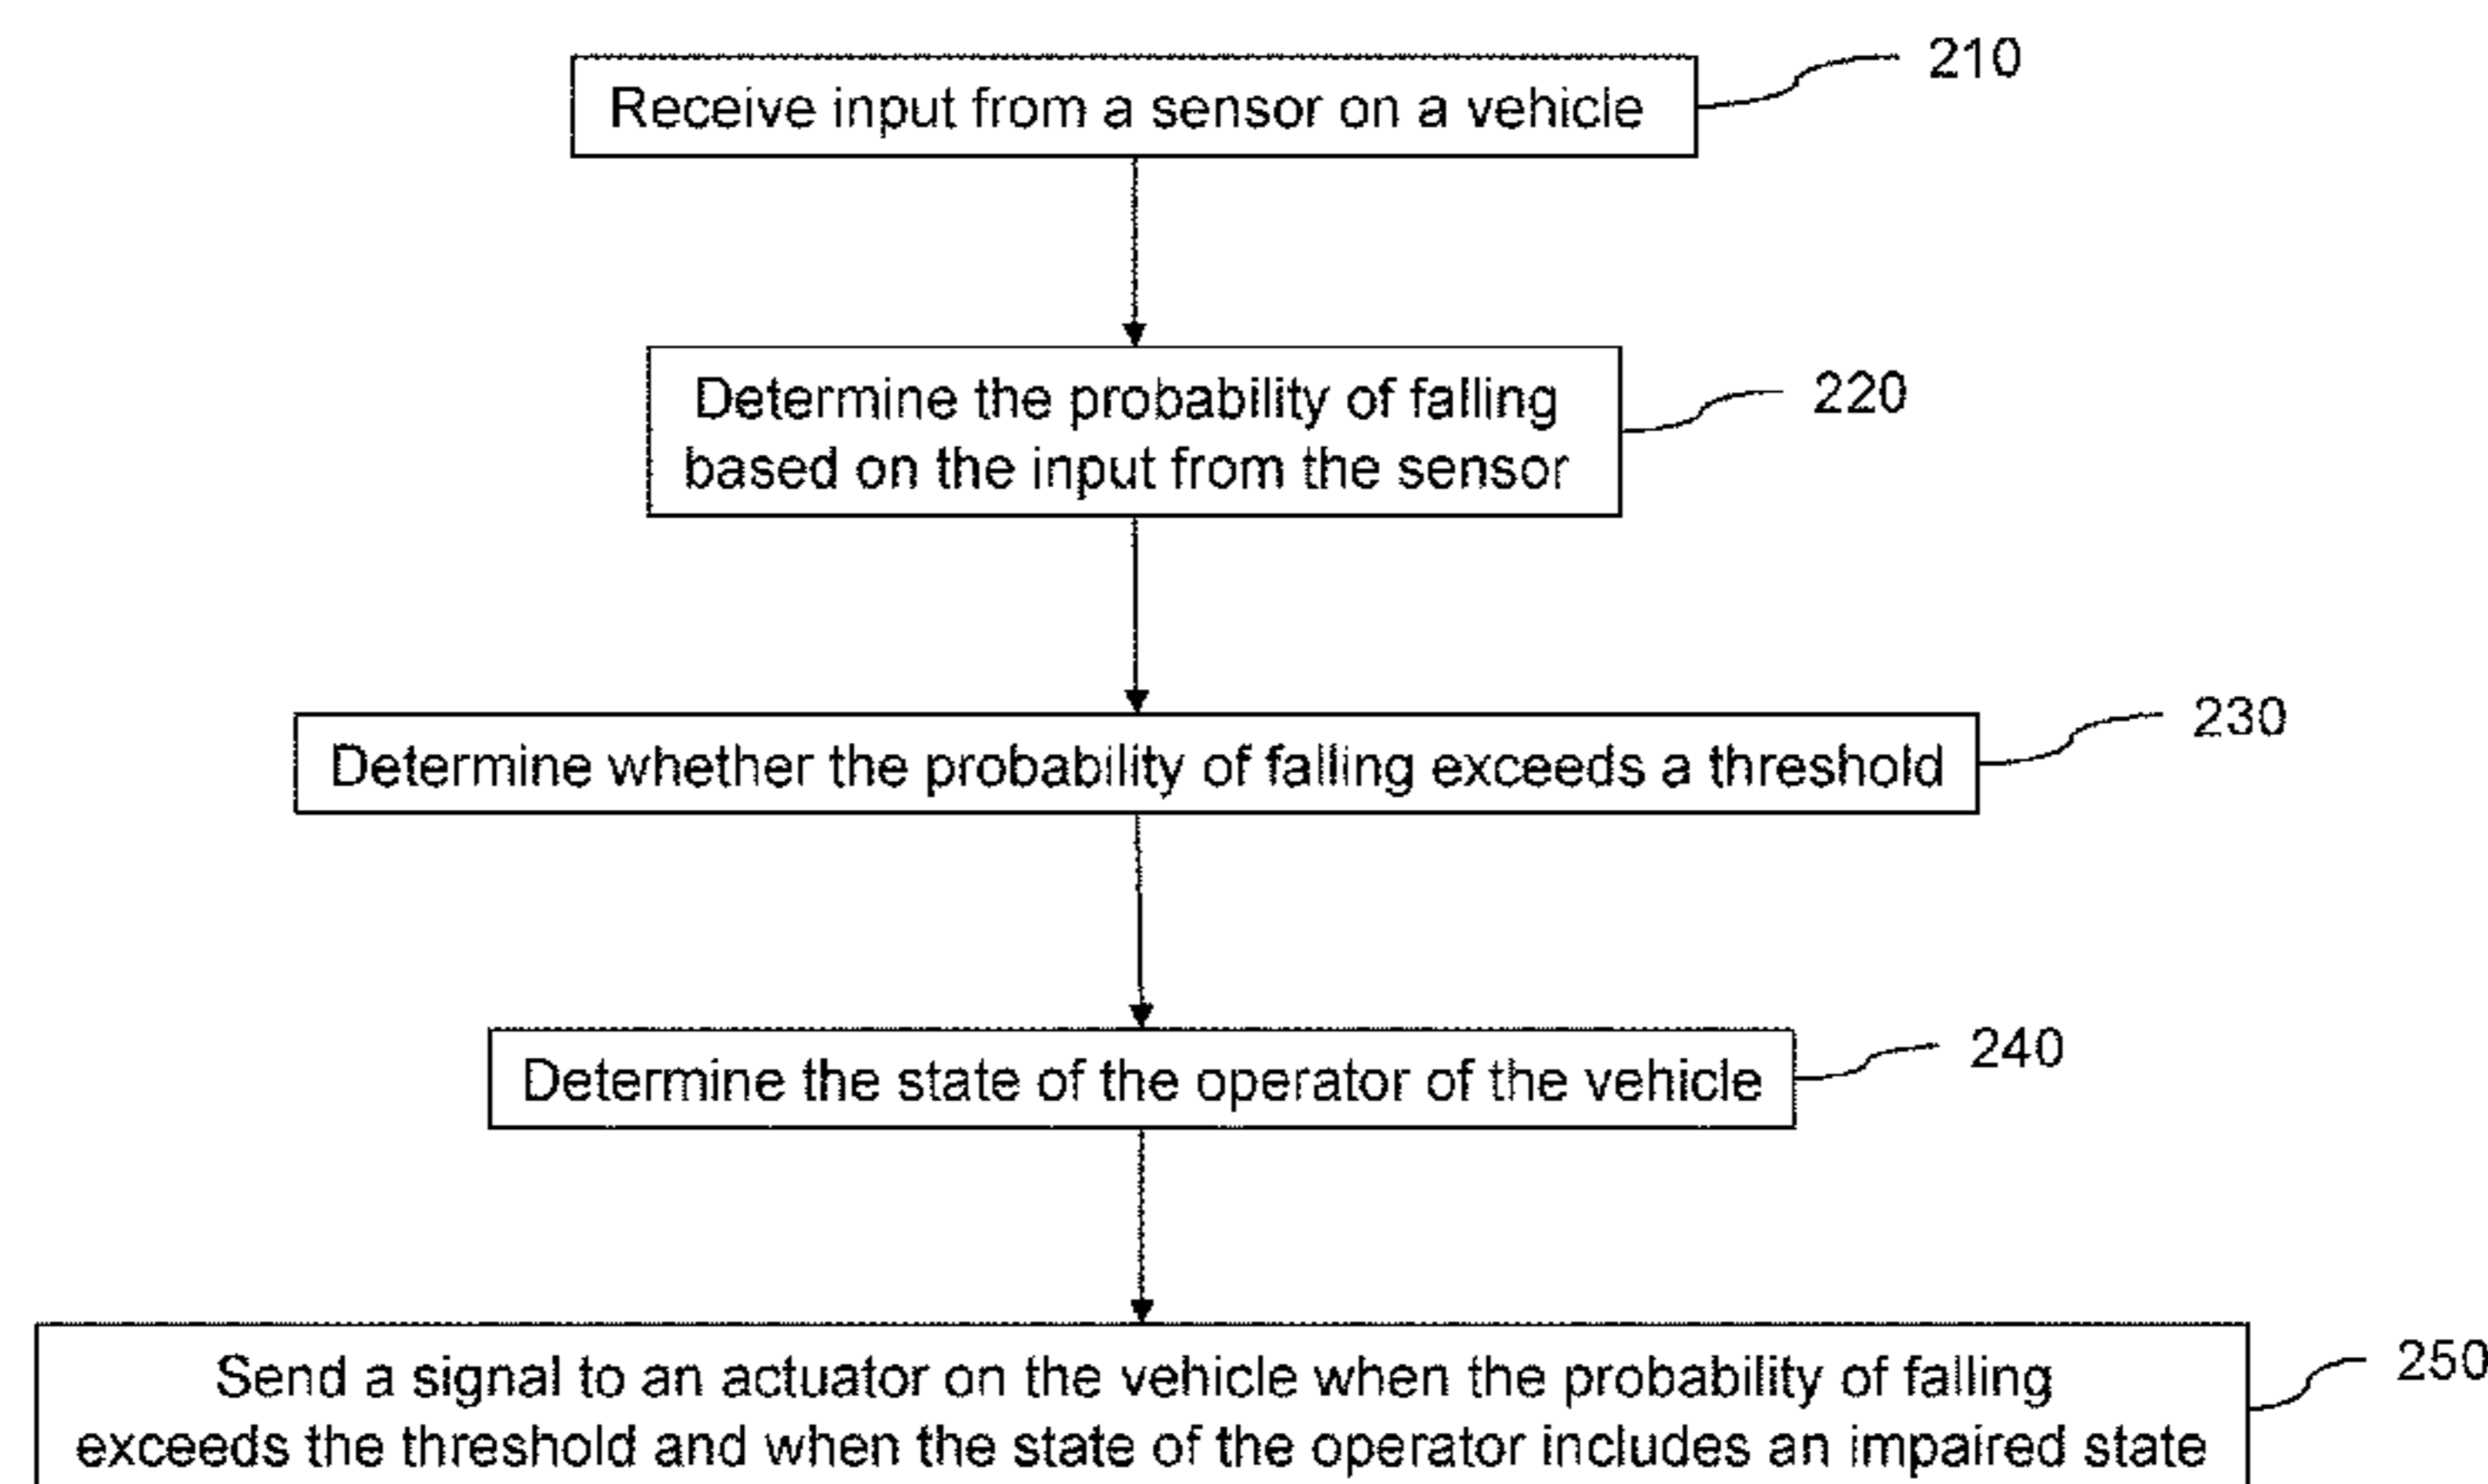 Receive input from a sensor on a vehicle
210
Determine the probability of falling
based on the input from the sensor
220
Determine whether the probability of falling exceeds a threshold
230
Determine the state of the operator of the vehicle
240
Send a signal to an actuator on the vehicle when the probability of falling
exceeds the threshold and when the state of the operator includes an impaired state
250